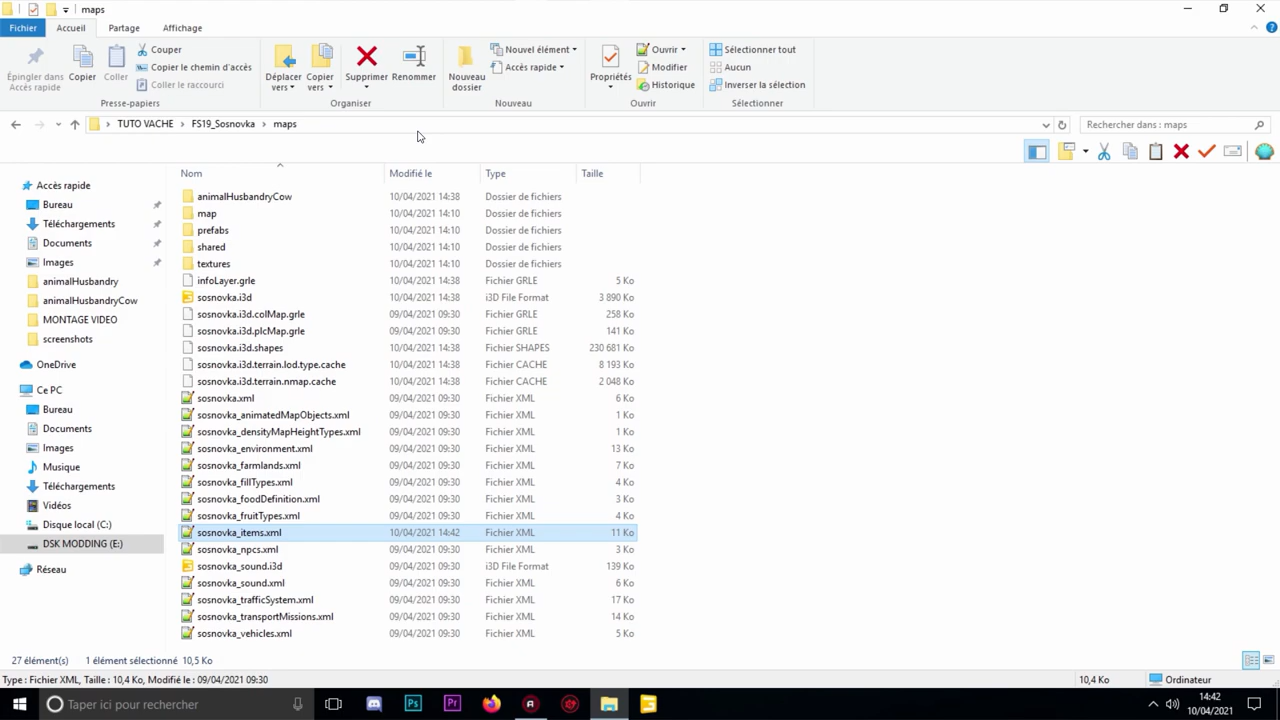 maps
Fichier Accueil Partage Affichage
Épingler dans Accès rapide
Copier
Coller
Couper
Copier le chemin d'accès
Coller le raccourci
Presse-papiers
Déplacer vers
Copier vers
Supprimer
Renommer
Organiser
Nouveau dossier
Nouvel élément
Accès rapide
Nouveau
Propriétés
Ouvrir
Modifier
Historique
Ouvrir
Sélectionner tout
Aucun
Inverser la sélection
Sélectionner
TUTO VACHE > FS19_Sosnovka > maps
Rechercher dans : maps
Accès rapide
Bureau
Téléchargements
Documents
Images
animalHusbandry
animalHusbandryCow
MONTAGE VIDEO
screenshots
OneDrive
Ce PC
Bureau
Documents
Images
Musique
Téléchargements
Vidéos
Disque local (C:)
DSK MODDING (E:)
Réseau
Nom Modifié le Type Taille
animalHusbandryCow 10/04/2021 14:38 Dossier de fichiers
map 10/04/2021 14:10 Dossier de fichiers
prefabs 10/04/2021 14:10 Dossier de fichiers
shared 10/04/2021 14:10 Dossier de fichiers
textures 10/04/2021 14:10 Dossier de fichiers
infoLayer.grle 10/04/2021 14:38 Fichier GRLE 5 Ko
sosnovka.i3d 10/04/2021 14:38 i3D File Format 3 890 Ko
sosnovka.i3d.colMap.grle 09/04/2021 09:30 Fichier GRLE 258 Ko
sosnovka.i3d.plcMap.grle 09/04/2021 09:30 Fichier GRLE 141 Ko
sosnovka.i3d.shapes 10/04/2021 14:38 Fichier SHAPES 230 681 Ko
sosnovka.i3d.terrain.lod.type.cache 10/04/2021 14:38 Fichier CACHE 8 193 Ko
sosnovka.i3d.terrain.nmap.cache 10/04/2021 14:38 Fichier CACHE 2 048 Ko
sosnovka.xml 09/04/2021 09:30 Fichier XML 6 Ko
sosnovka_animatedMapObjects.xml 09/04/2021 09:30 Fichier XML 1 Ko
sosnovka_densityMapHeightTypes.xml 09/04/2021 09:30 Fichier XML 1 Ko
sosnovka_environment.xml 09/04/2021 09:30 Fichier XML 13 Ko
sosnovka_farmlands.xml 09/04/2021 09:30 Fichier XML 7 Ko
sosnovka_fillTypes.xml 09/04/2021 09:30 Fichier XML 4 Ko
sosnovka_foodDefinition.xml 09/04/2021 09:30 Fichier XML 3 Ko
sosnovka_fruitTypes.xml 09/04/2021 09:30 Fichier XML 4 Ko
sosnovka_items.xml 10/04/2021 14:42 Fichier XML 11 Ko
sosnovka_npcs.xml 09/04/2021 09:30 Fichier XML 3 Ko
sosnovka_sound.i3d 09/04/2021 09:30 i3D File Format 139 Ko
sosnovka_sound.xml 09/04/2021 09:30 Fichier XML 6 Ko
sosnovka_trafficSystem.xml 09/04/2021 09:30 Fichier XML 17 Ko
sosnovka_transportMissions.xml 09/04/2021 09:30 Fichier XML 14 Ko
sosnovka_vehicles.xml 09/04/2021 09:30 Fichier XML 5 Ko
27 élément(s) 1 élément sélectionné 10,5 Ko
Type : Fichier XML, Taille : 10,4 Ko, Modifié le : 09/04/2021 09:30 10,4 Ko Ordinateur
Taper ici pour rechercher
Ps
Pr
14:42
10/04/2021